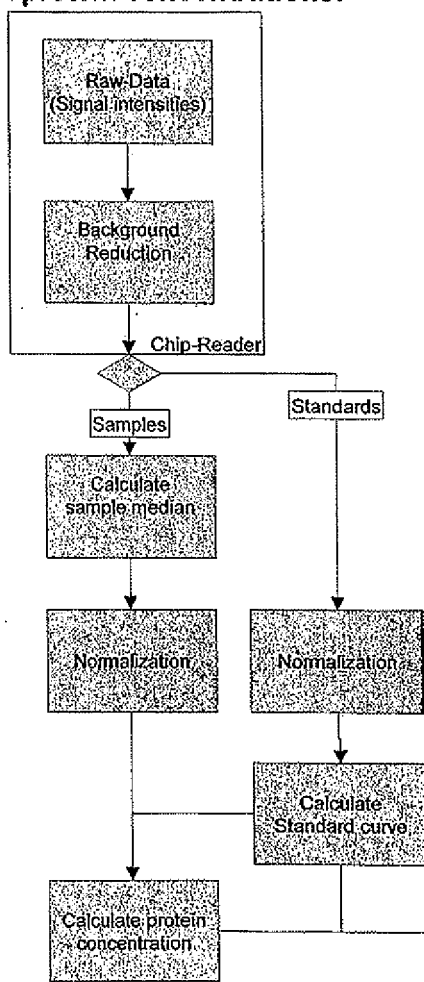 Raw-Data
(Signal intensities)
Background
Reduction
Chip-Reader
Samples
Standards
Calculate
sample median
Normalization
Normalization
Calculate
Standard curve
Calculate protein
concentration